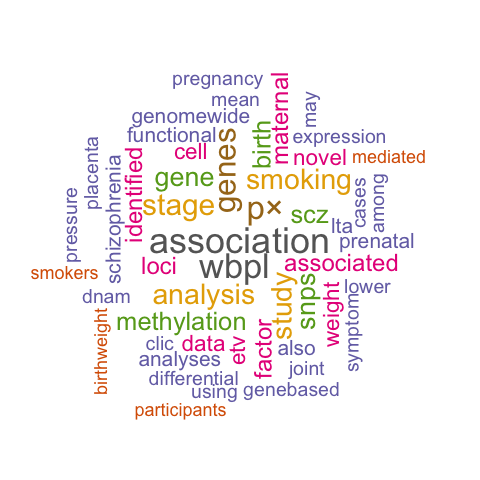 pregnancy
mean
maternal
may
genomewide
functional
genes
birth
expression
placenta
schizophrenia
identified
cell
novel
mediated
gene
smoking
stage
p×
scz
cases
among
pressure
association
lta
prenatal
smokers
loci
wbpl
associated
dnam
analysis
study
snps
weight
lower
symptom
birthweight
methylation
clic
data
etv
factor
also
analyses
joint
differential
using
genebased
participants